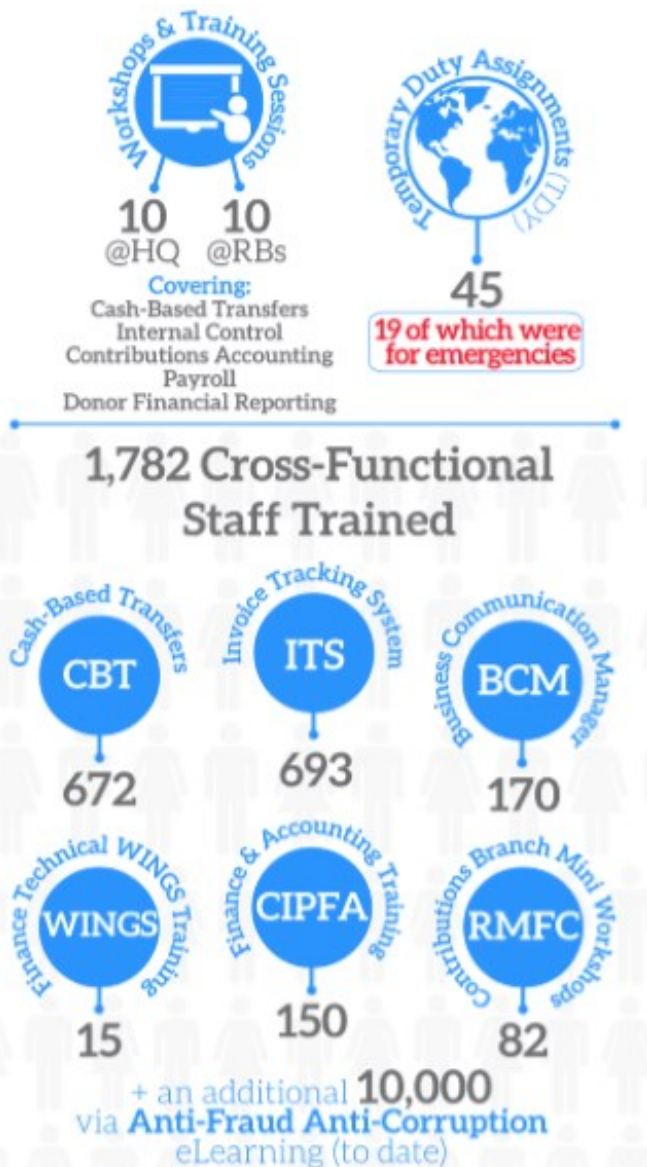 Workshops & Training Sessions
10
@HQ
10
@RBs
Covering:
Cash-Based Transfers
Internal Control
Contributions Accounting
Payroll
Donor Financial Reporting
Temporary Duty Assignments (TDY)
45
19 of which were
for emergencies
1,782 Cross-Functional
Staff Trained
Cash-Based Transfers
CBT
672
Invoice Tracking System
ITS
693
Business Communication Manager
BCM
170
Finance Technical WINGS Training
WINGS
15
Finance & Accounting Training
CIPFA
150
Contributions Branch Mini Workshops
RMFC
82
+ an additional 10,000
via Anti-Fraud Anti-Corruption
eLearning (to date)